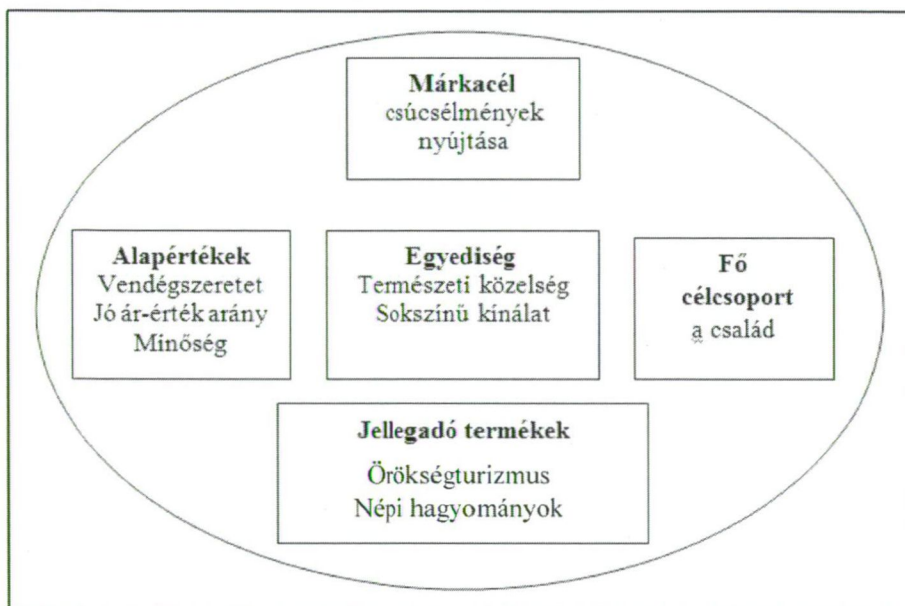 Márkacél
csúcsélmények
nyújtása
Alapértékek
Vendégszeretet
Jó ár-érték arány
Minőség
Egyediség
Természeti közelség
Sokszínű kínálat
Fő
célcsoport
a család
Jellegadó termékek
Örökségturizmus
Népi hagyományok